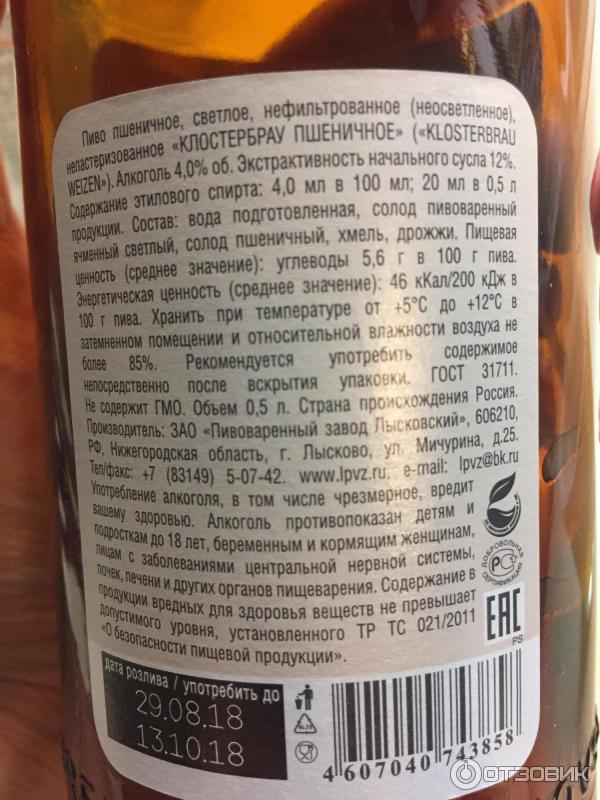 Пиво пшеничное, светлое, нефильтрованное (неосветленное),
непастеризованное «КЛОСТЕРБРАУ ПШЕНИЧНОЕ» («KLOSTERBRAU
WEIZEN»). Алкоголь 4,0% об. Экстрактивность начального сусла 12%.
Содержание этилового спирта: 4,0 мл в 100 мл; 20 мл в 0,5 л
продукции. Состав: вода подготовленная, солод пивоваренный
ячменный светлый, солод пшеничный, хмель, дрожжи. Пищевая
ценность (среднее значение): углеводы 5,6 г в 100 г пива.
Энергетическая ценность (среднее значение): 46 кКал/200 кДж в
100 г пива. Хранить при температуре от +5°С до +12°С в
затемненном помещении и относительной влажности воздуха не
более 85%. Рекомендуется употребить содержимое
непосредственно после вскрытия упаковки. ГОСТ 31711.
Не содержит ГМО. Объем 0,5 л. Страна происхождения Россия.
Производитель: ЗАО «Пивоваренный завод Лысковский», 606210,
РФ, Нижегородская область, г. Лысково, ул. Мичурина, д.25.
Тел/факс: +7 (83149) 5-07-42. www.lpvz.ru. e-mail: lpvz@bk.ru
Употребление алкоголя, в том числе чрезмерное, вредит
вашему здоровью. Алкоголь противопоказан детям и
подросткам до 18 лет, беременным и кормящим женщинам,
лицам с заболеваниями центральной нервной системы,
почек, печени и других органов пищеварения. Содержание в
продукции вредных для здоровья веществ не превышает
допустимого уровня, установленного ТР ТС 021/2011
«О безопасности пищевой продукции».
ДОБРОВОЛЬНАЯ
СЕРТИФИКАЦИЯ
EAC
PS
дата розлива / употребить до
29.08.18
13.10.18
4 607040 743858
ОТЗОВИК